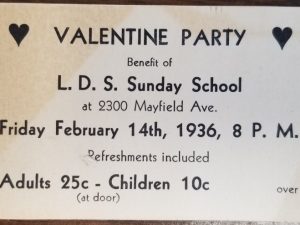 VALENTINE PARTY
Benefit of
L. D. S. Sunday School
at 2300 Mayfield Ave.
Friday February 14th, 1936, 8 P. M.
Refreshments included
Adults 25c - Children 10c
(at door)
over